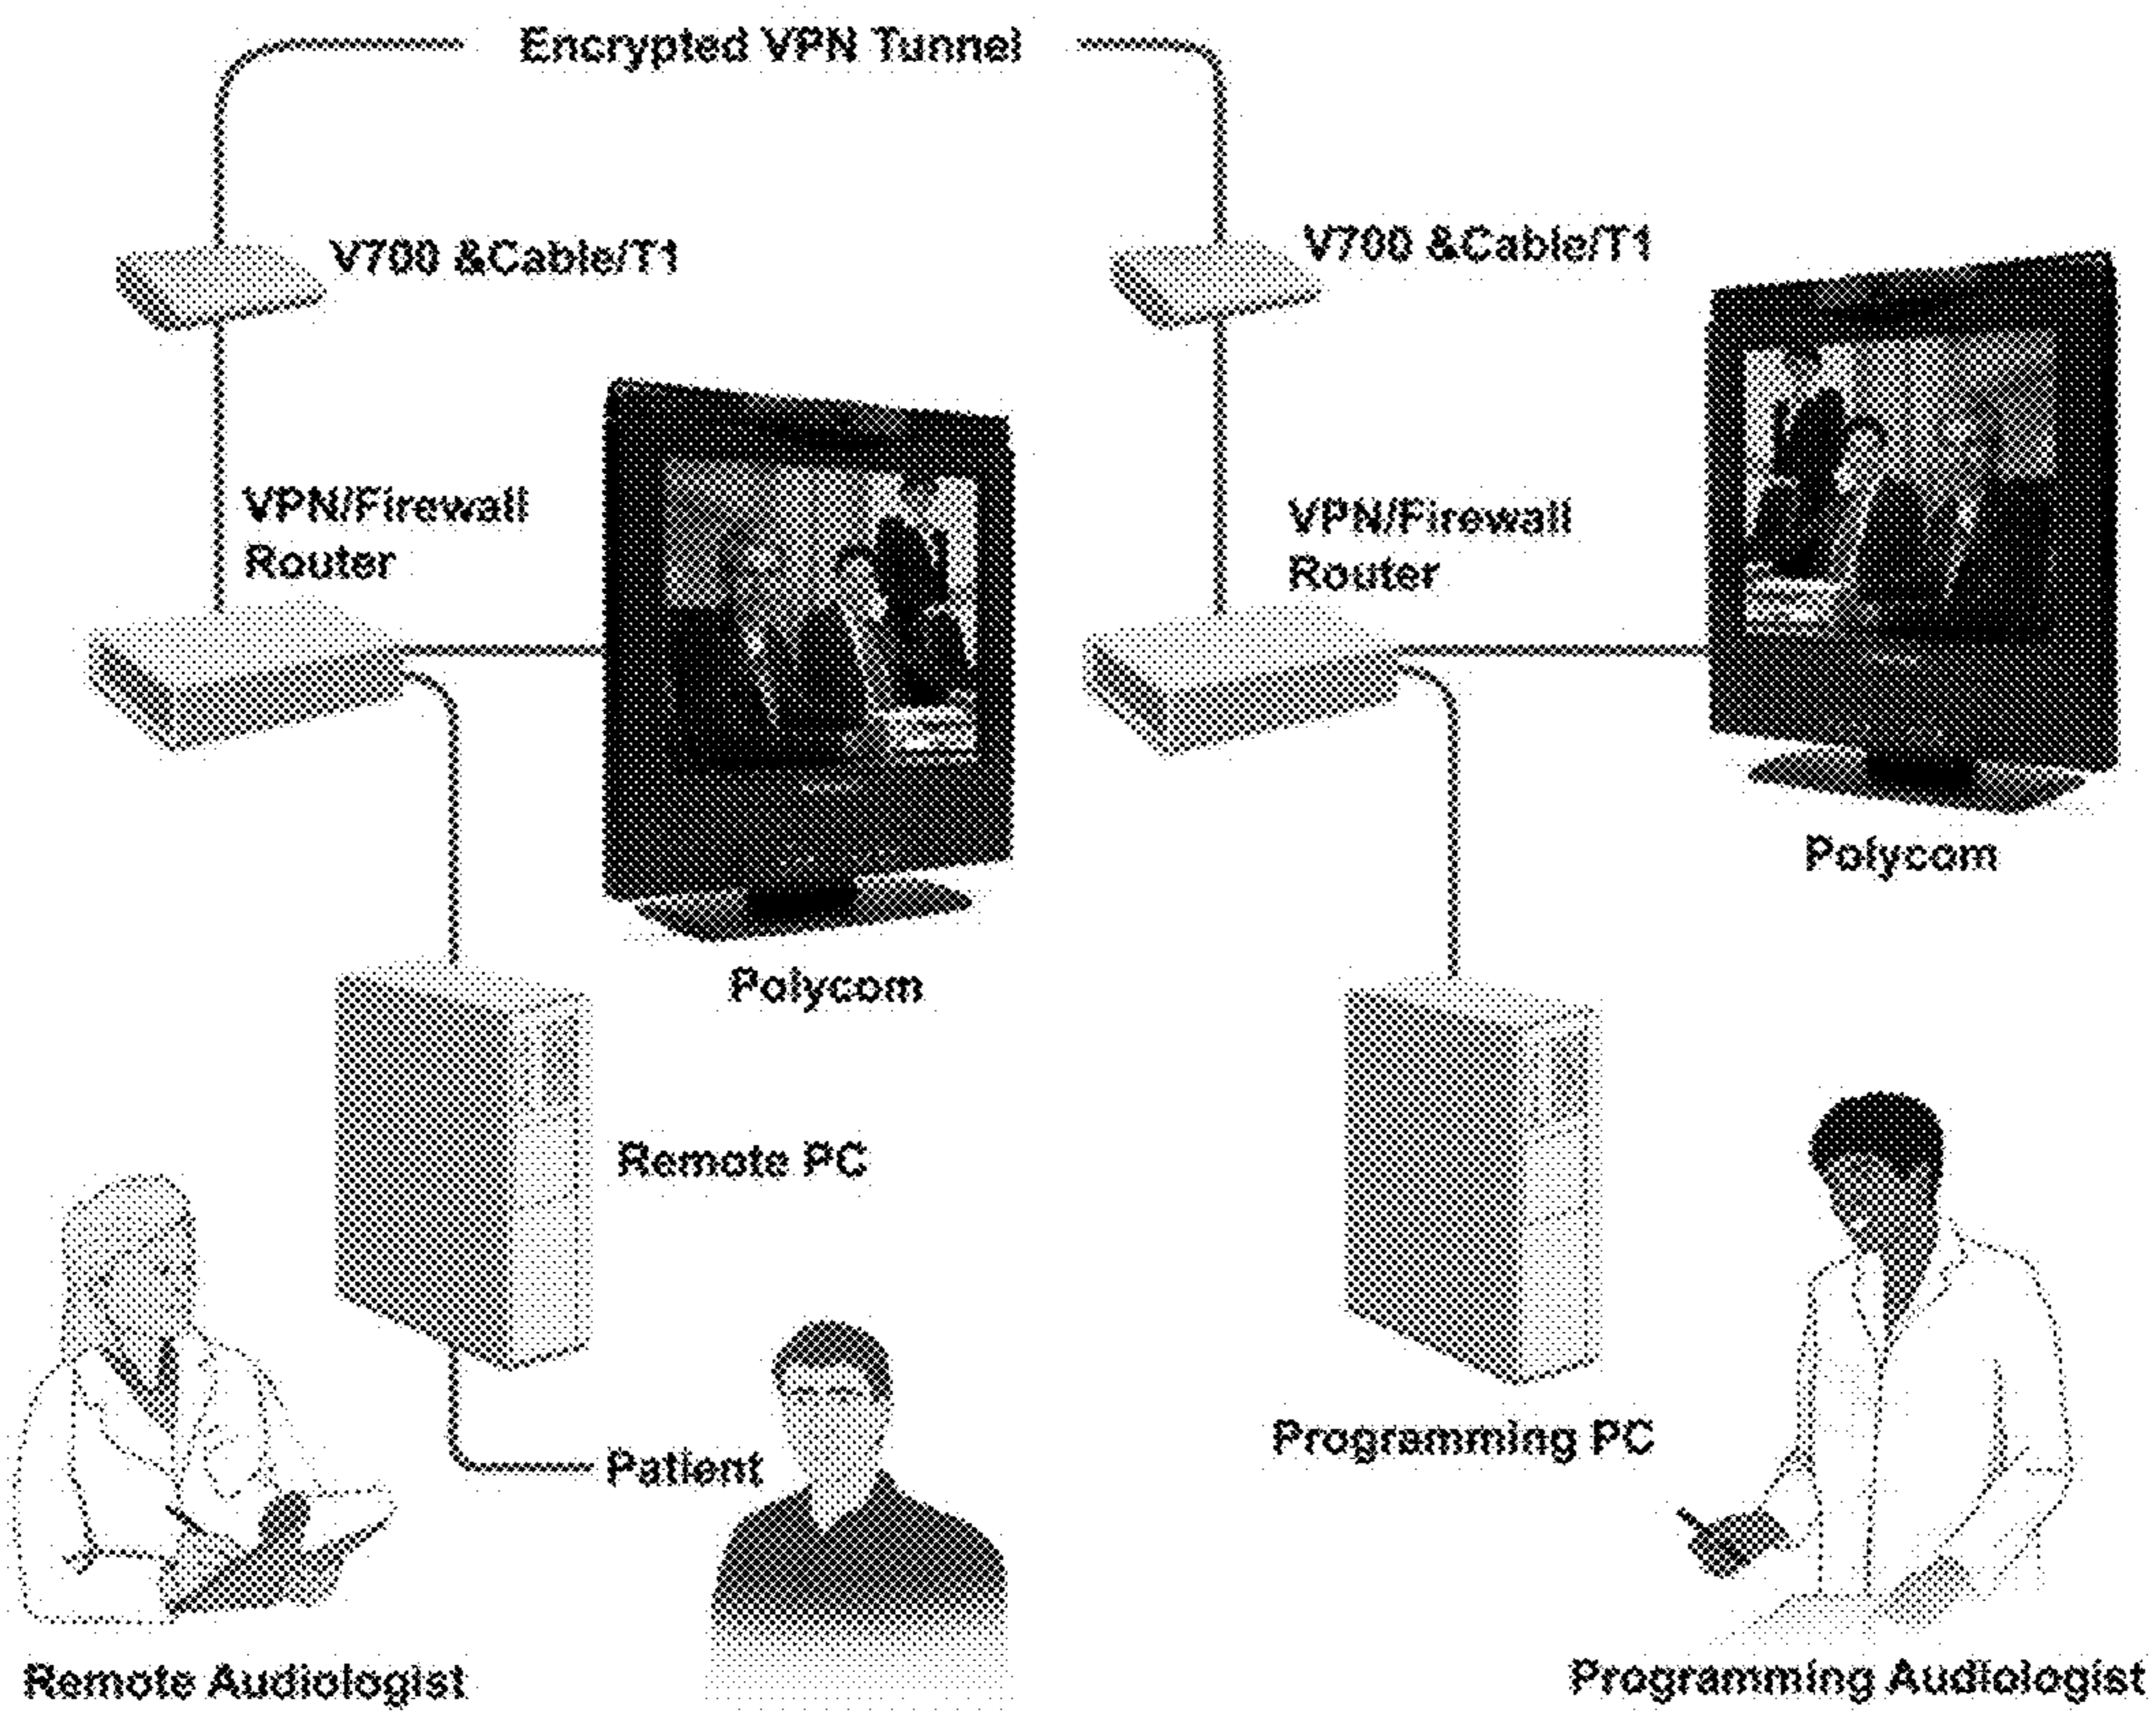 Encrypted VPN Tunnel
V700 &Cable/T1
V700 &Cable/T1
VPN/Firewall
Router
VPN/Firewall
Router
Polycom
Polycom
Remote PC
Programming PC
Patient
Remote Audiologist
Programming Audiologist